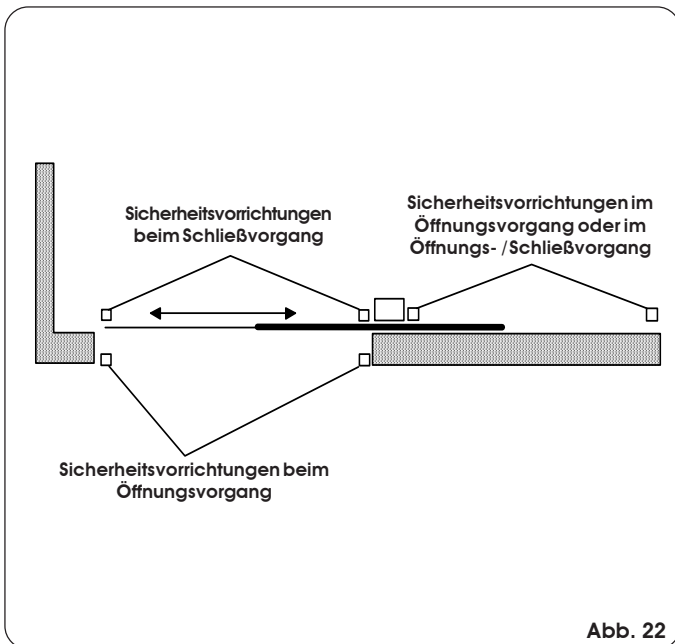 Sicherheitsvorrichtungen
beim Schließvorgang
Sicherheitsvorrichtungen im
Öffnungsvorgang oder im
Öffnungs- /Schließvorgang
Sicherheitsvorrichtungen beim
Öffnungsvorgang
Abb. 22